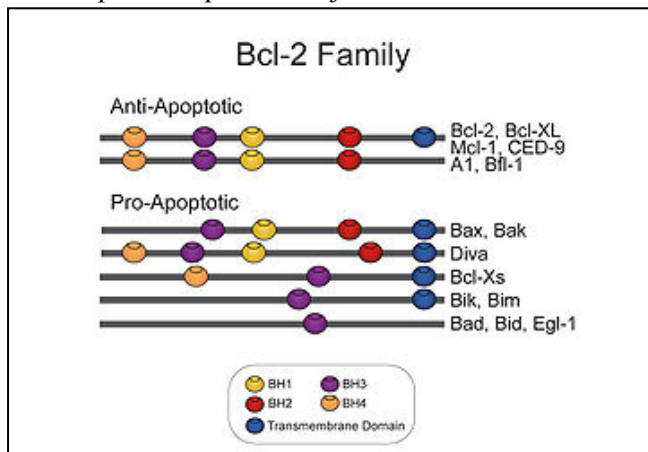 Bcl-2 Family
Anti-Apoptotic
Bcl-2, Bcl-XL
Mcl-1, CED-9
A1, Bfl-1
Pro-Apoptotic
Bax, Bak
Diva
Bcl-Xs
Bik, Bim
Bad, Bid, Egl-1
BH1 BH3
BH2 BH4
Transmembrane Domain